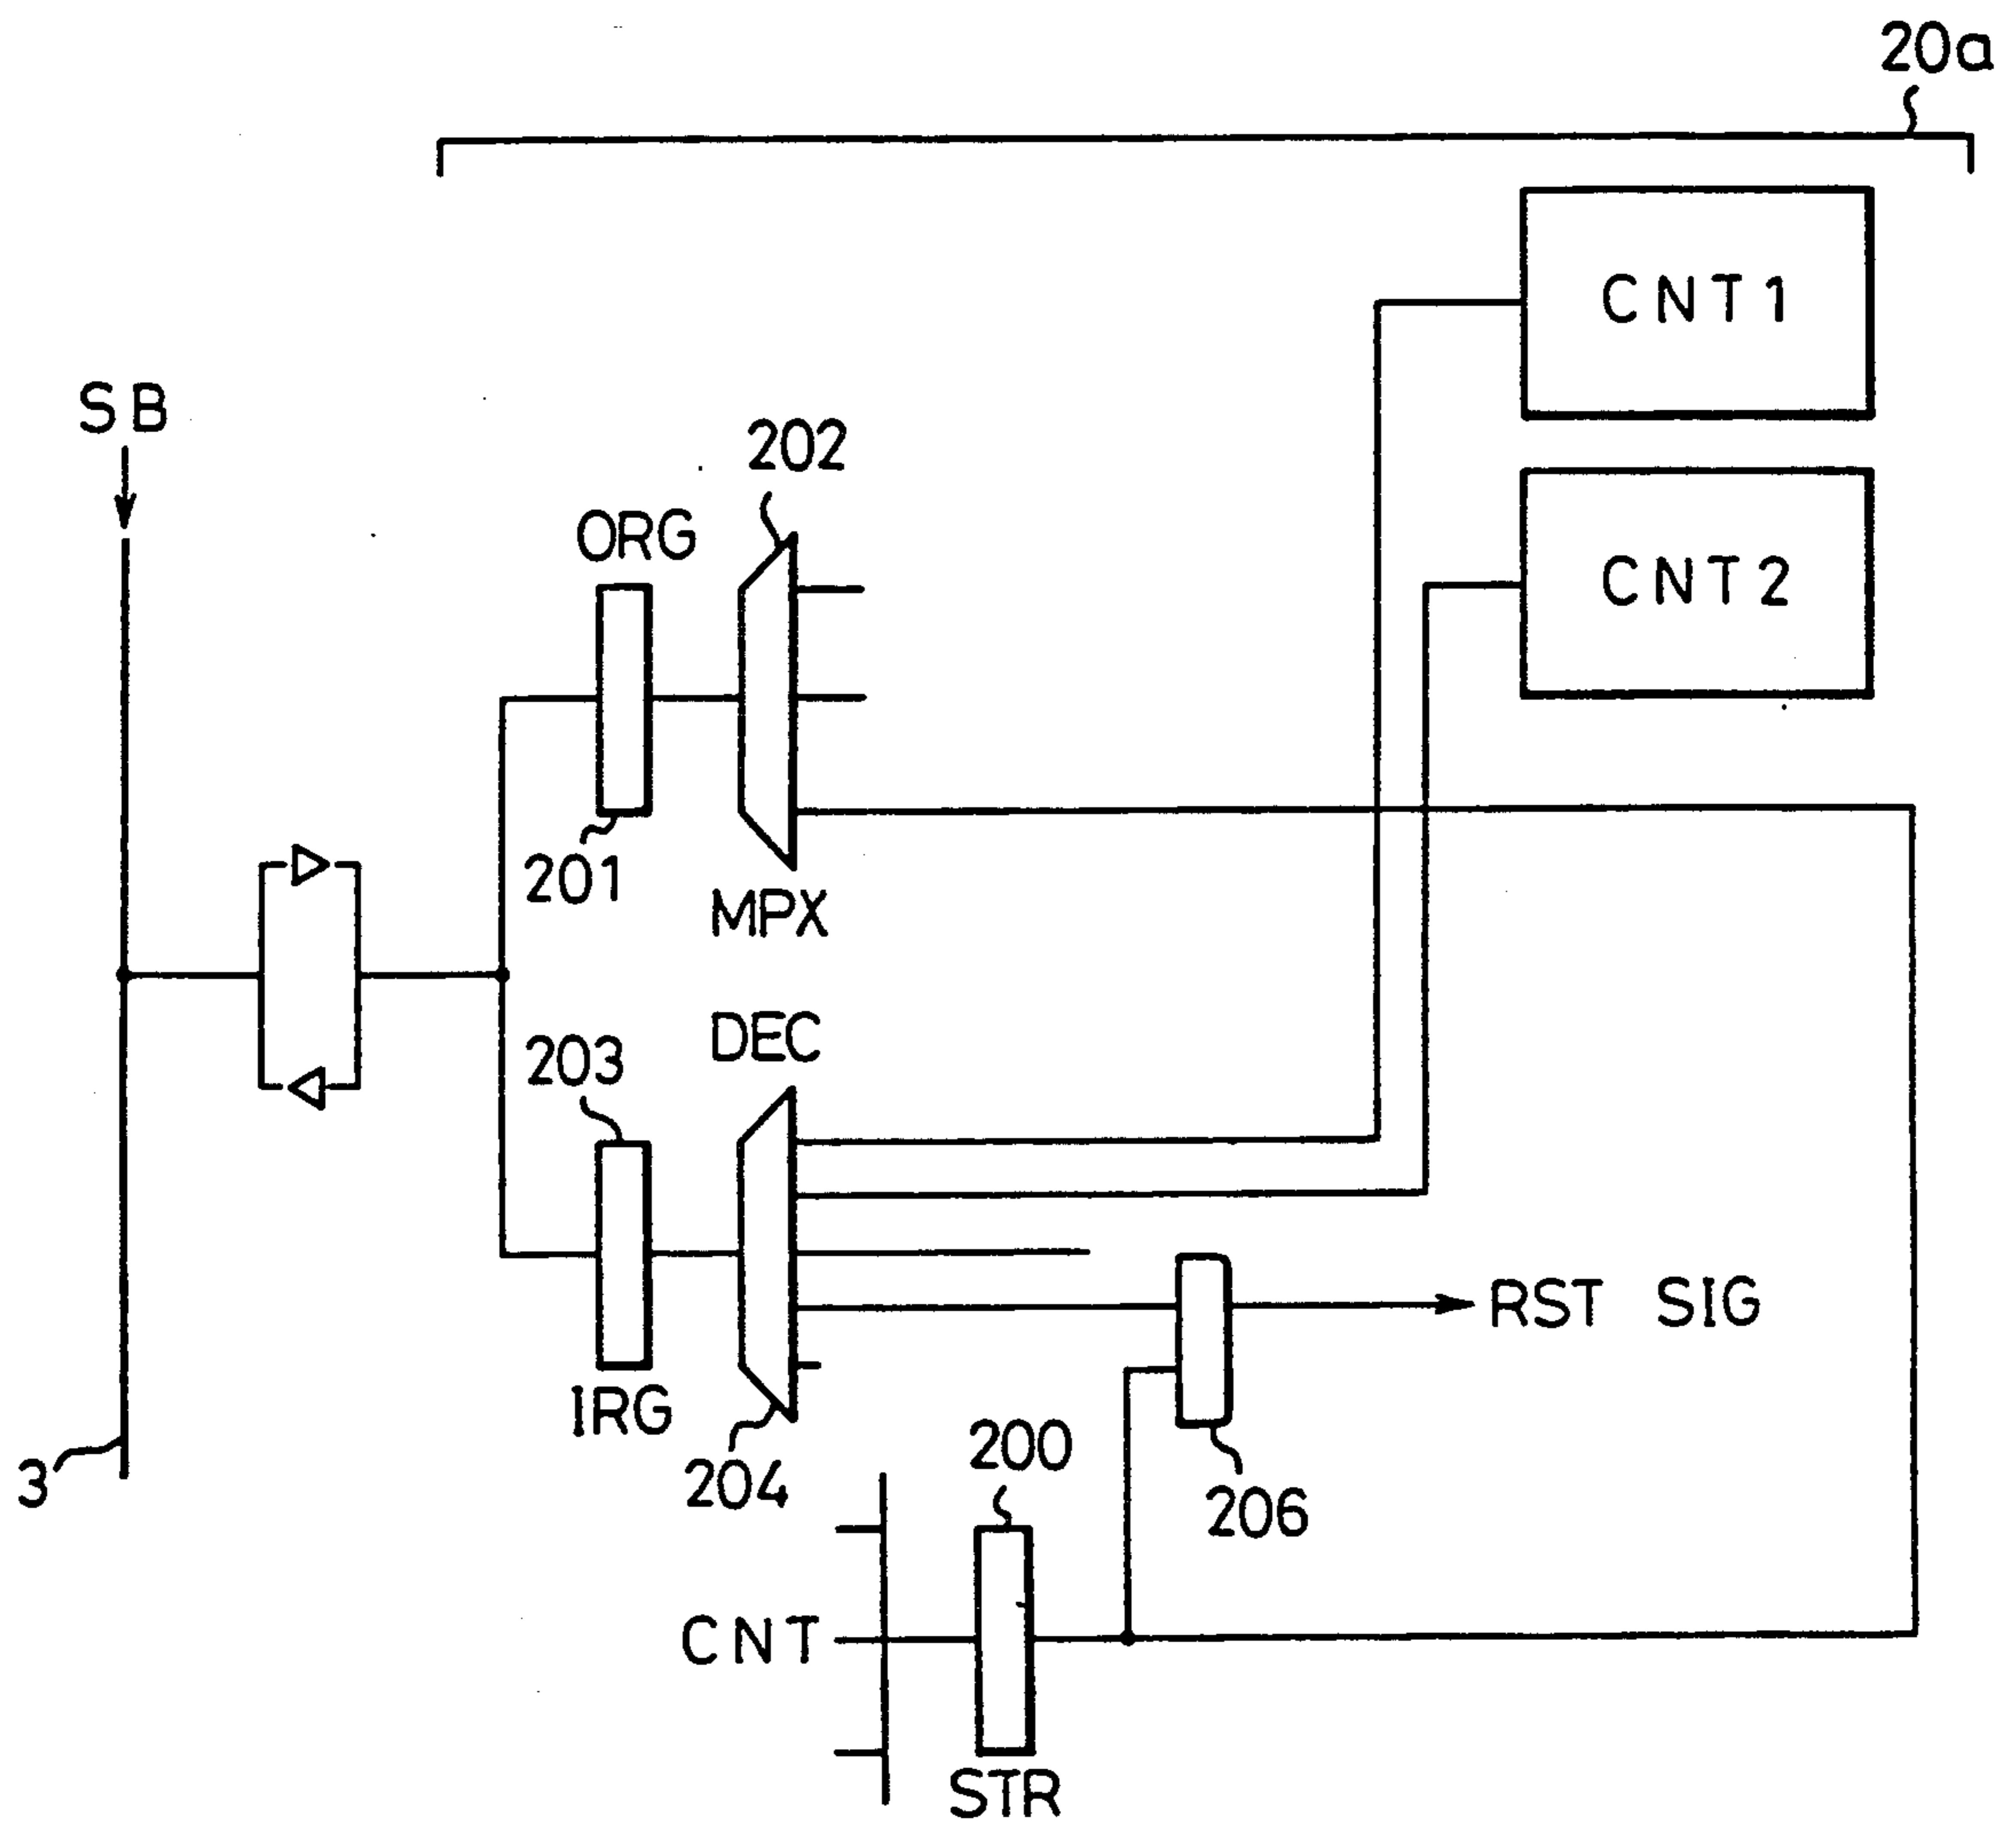 20a
CNT1
SB
202
ORG
CNT2
201
MPX
DEC
203
RST SIG
IRG
200
3
204
206
CNT
STR